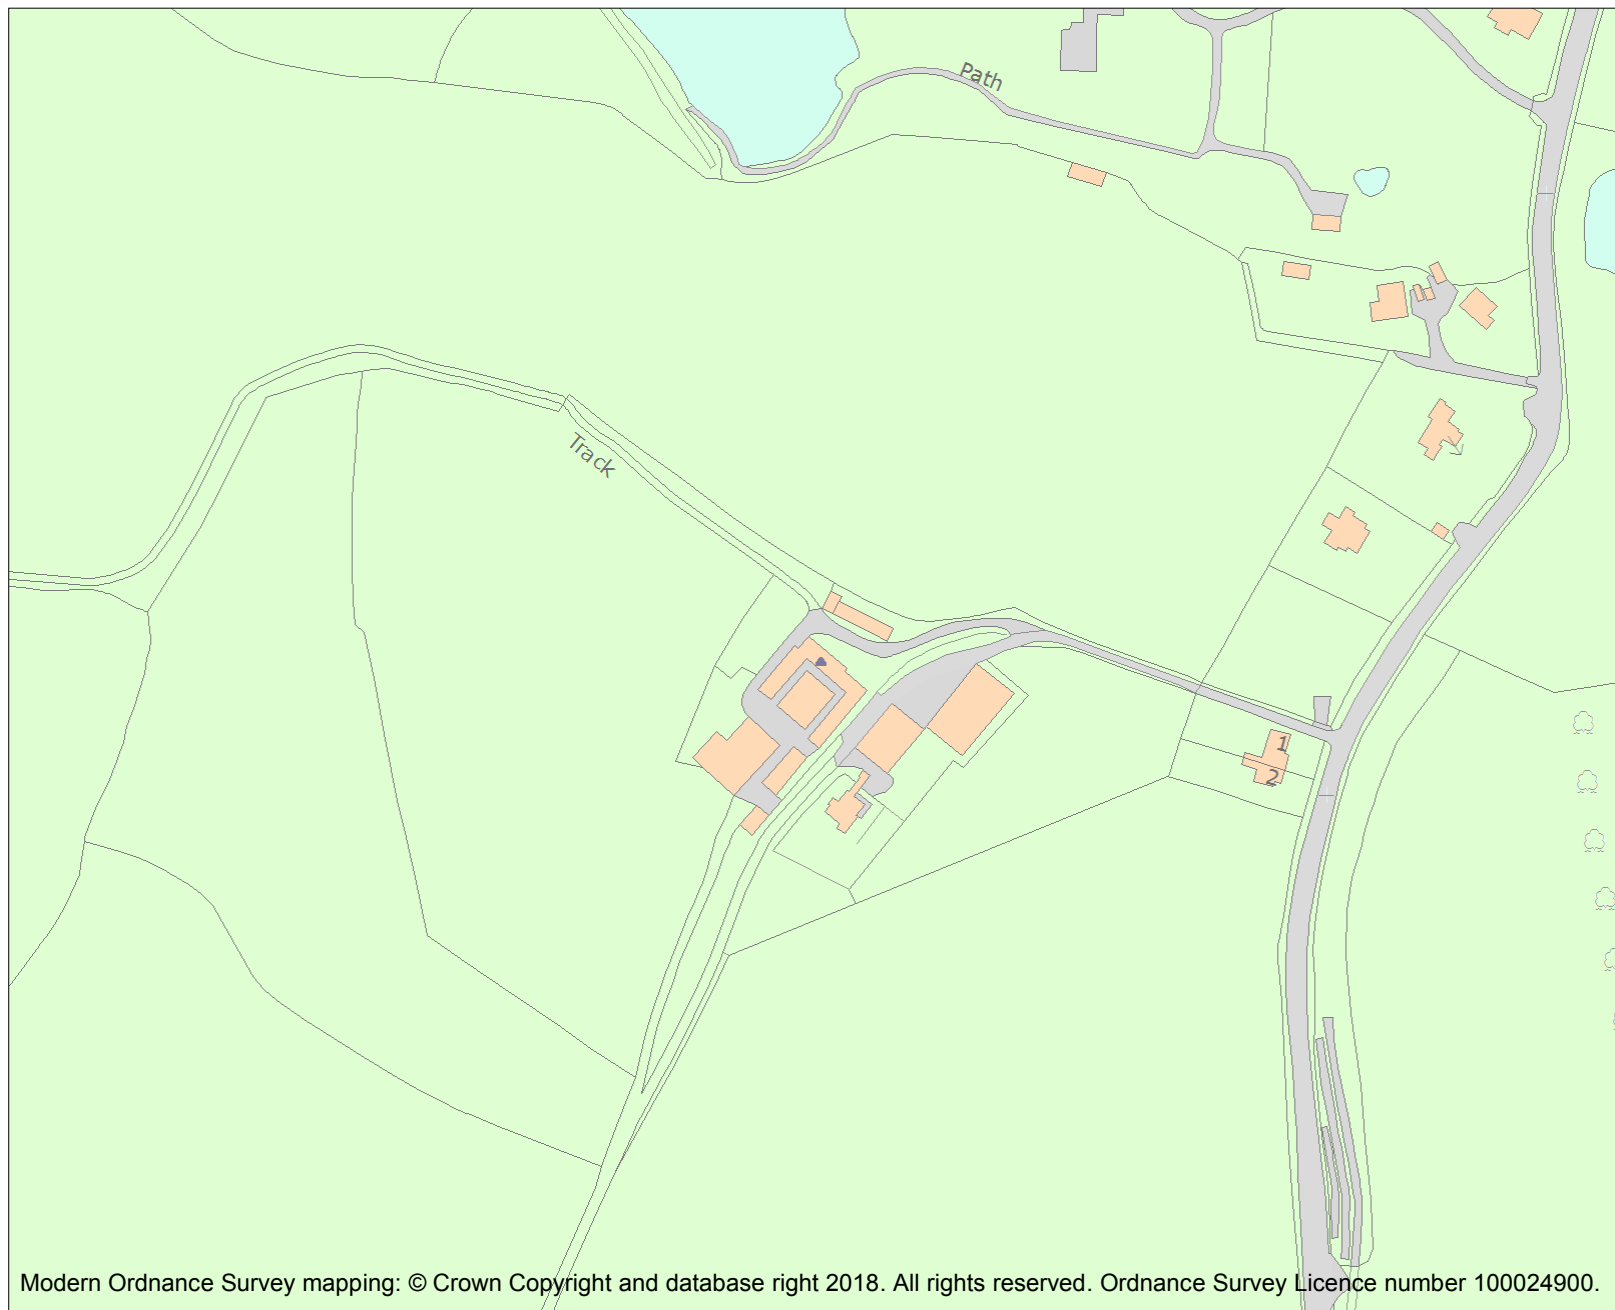 Path
Track
1
2
Modern Ordnance Survey mapping: © Crown Copyright and database right 2018. All rights reserved. Ordnance Survey Licence number 100024900.